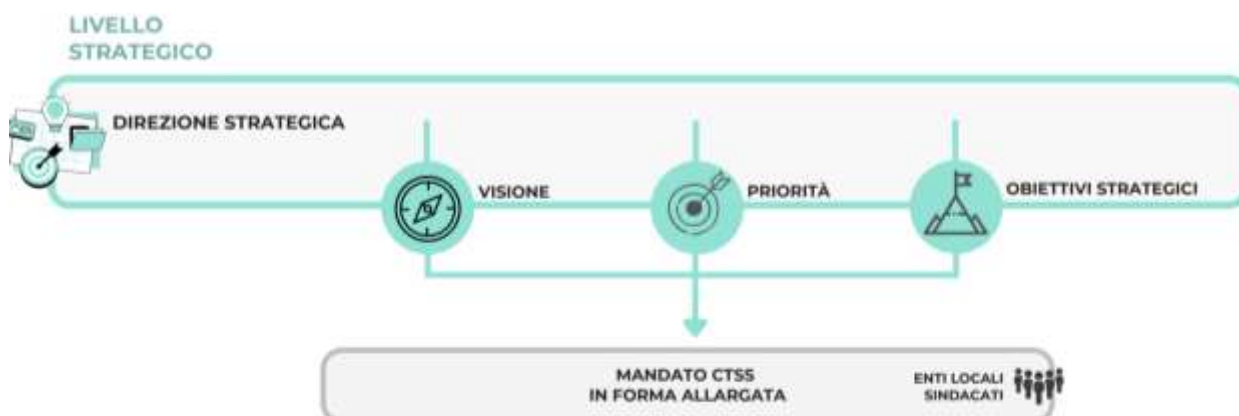 LIVELLO
STRATEGICO
DIREZIONE STRATEGICA
VISIONE
PRIORITÀ
OBIETTIVI STRATEGICI
MANDATO CTSS
IN FORMA ALLARGATA
ENTI LOCALI
SINDACATI